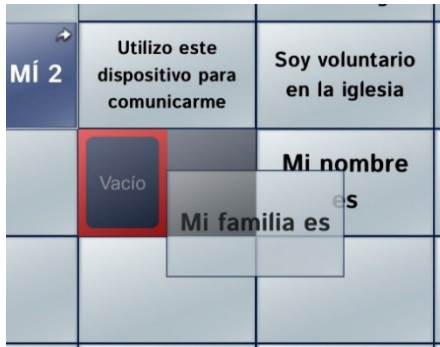 MÍ 2
Utilizo este
dispositivo para
comunicarme
Soy voluntario
en la iglesia
Vacío
Mi nombre
es
Mi familia es